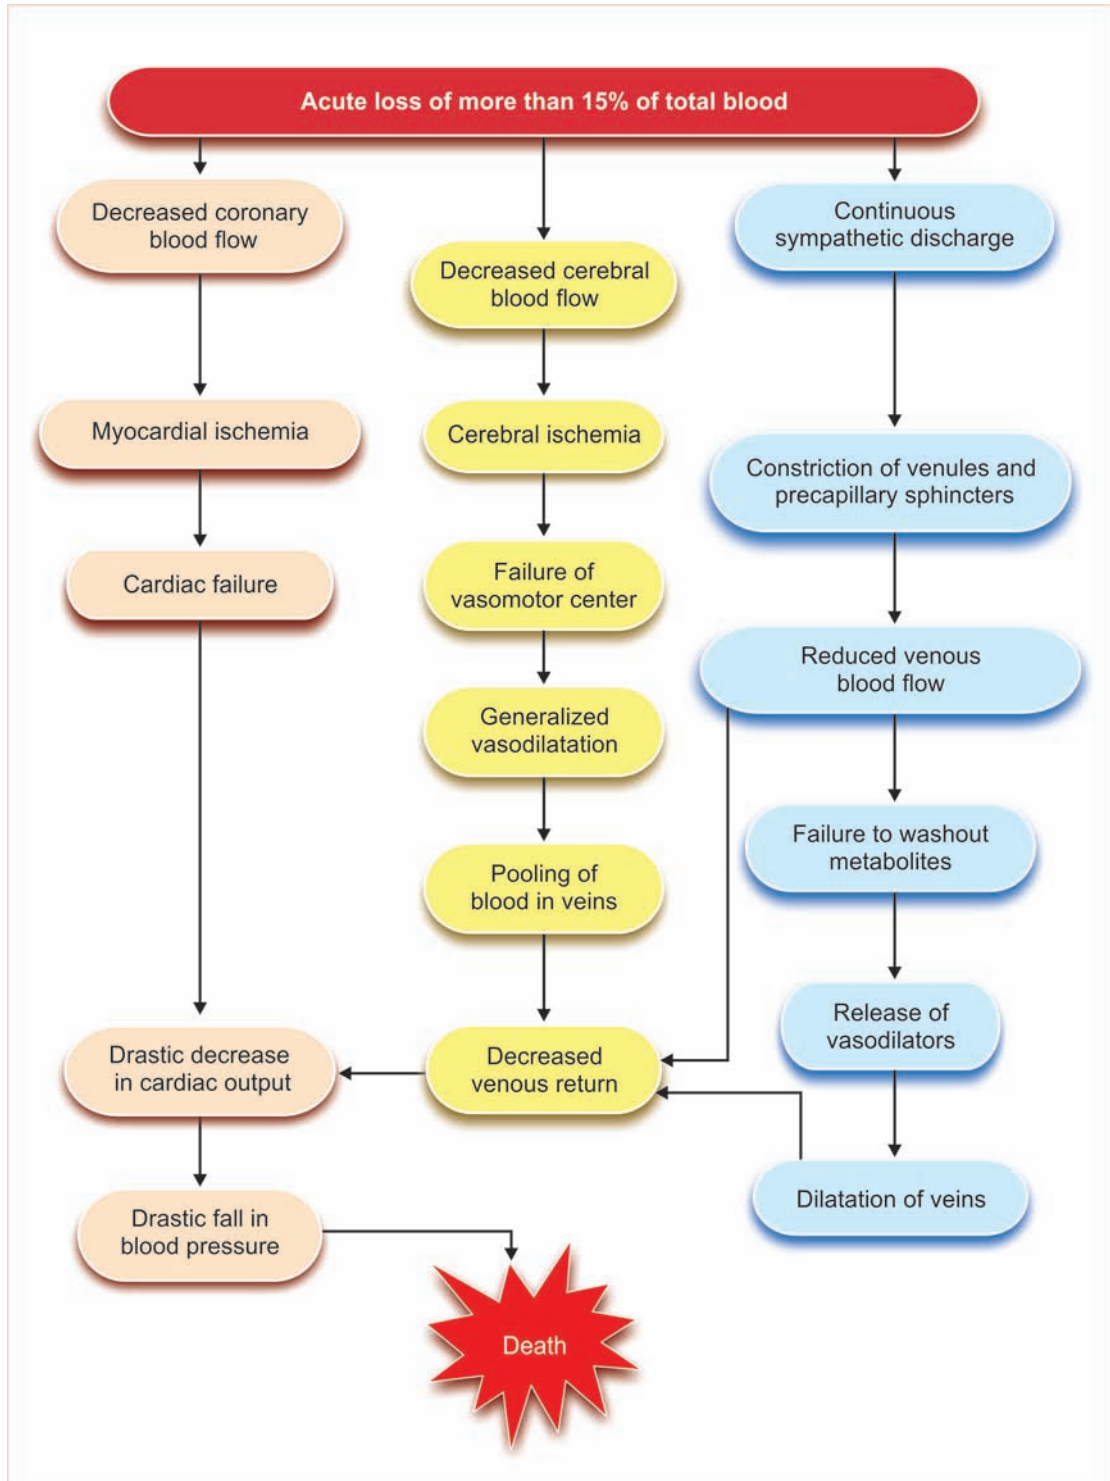 Acute loss of more than 15% of total blood
Decreased coronary
blood flow
Myocardial ischemia
Cardiac failure
Drastic decrease
in cardiac output
Drastic fall in
blood pressure
Decreased cerebral
blood flow
Cerebral ischemia
Failure of
vasomotor center
Generalized
vasodilatation
Pooling of
blood in veins
Decreased
venous return
Continuous
sympathetic discharge
Constriction of venules and
precapillary sphincters
Reduced venous
blood flow
Failure to washout
metabolites
Release of
vasodilators
Dilatation of veins
Death